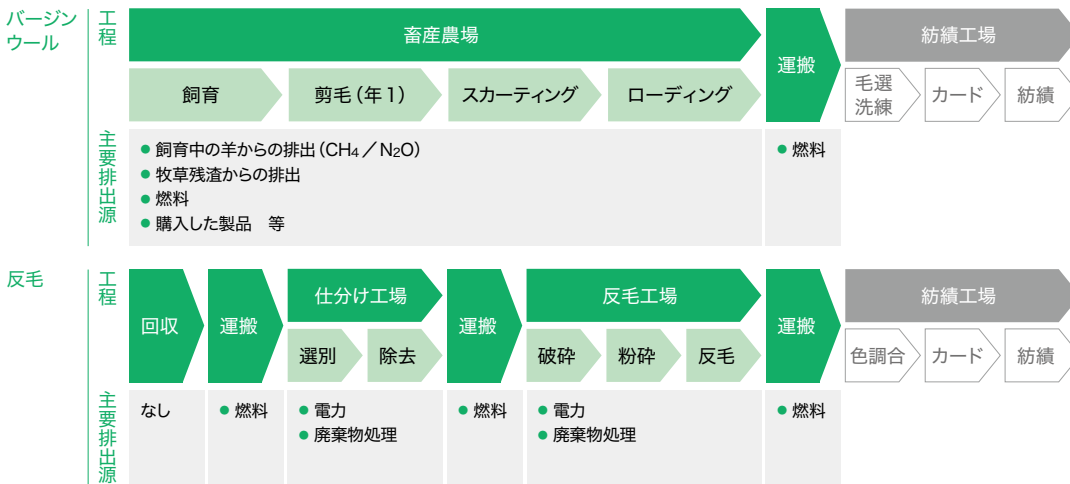 バージン
ウール
工程
畜産農場
運搬
紡績工場
飼育
剪毛（年1）
スカーティング
ローディング
毛選
洗練
カード
紡績
主要排出源
● 飼育中の羊からの排出（CH4／N2O）
● 牧草残渣からの排出
● 燃料
● 購入した製品　等
● 燃料
反毛
工程
回収
運搬
仕分け工場
選別
除去
運搬
反毛工場
破砕
粉砕
反毛
運搬
紡績工場
色調合
カード
紡績
主要排出源
なし
● 燃料
● 電力
● 廃棄物処理
● 燃料
● 電力
● 廃棄物処理
● 燃料